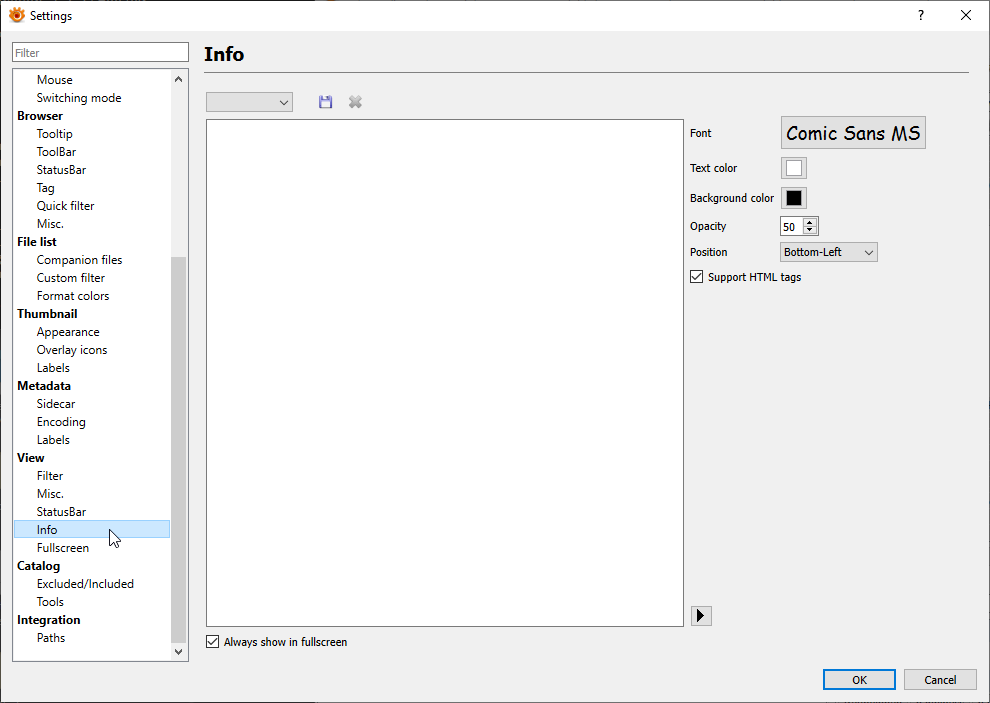 Settings
?
Filter
Mouse
Switching mode
Browser
Tooltip
ToolBar
StatusBar
Tag
Quick filter
Misc.
File list
Companion files
Custom filter
Format colors
Thumbnail
Appearance
Overlay icons
Labels
Metadata
Sidecar
Encoding
Labels
View
Filter
Misc.
StatusBar
Info
Fullscreen
Catalog
Excluded/Included
Tools
Integration
Paths
Info
Font Comic Sans MS
Text color
Background color
Opacity 50
Position Bottom-Left
Support HTML tags
Always show in fullscreen
OK Cancel